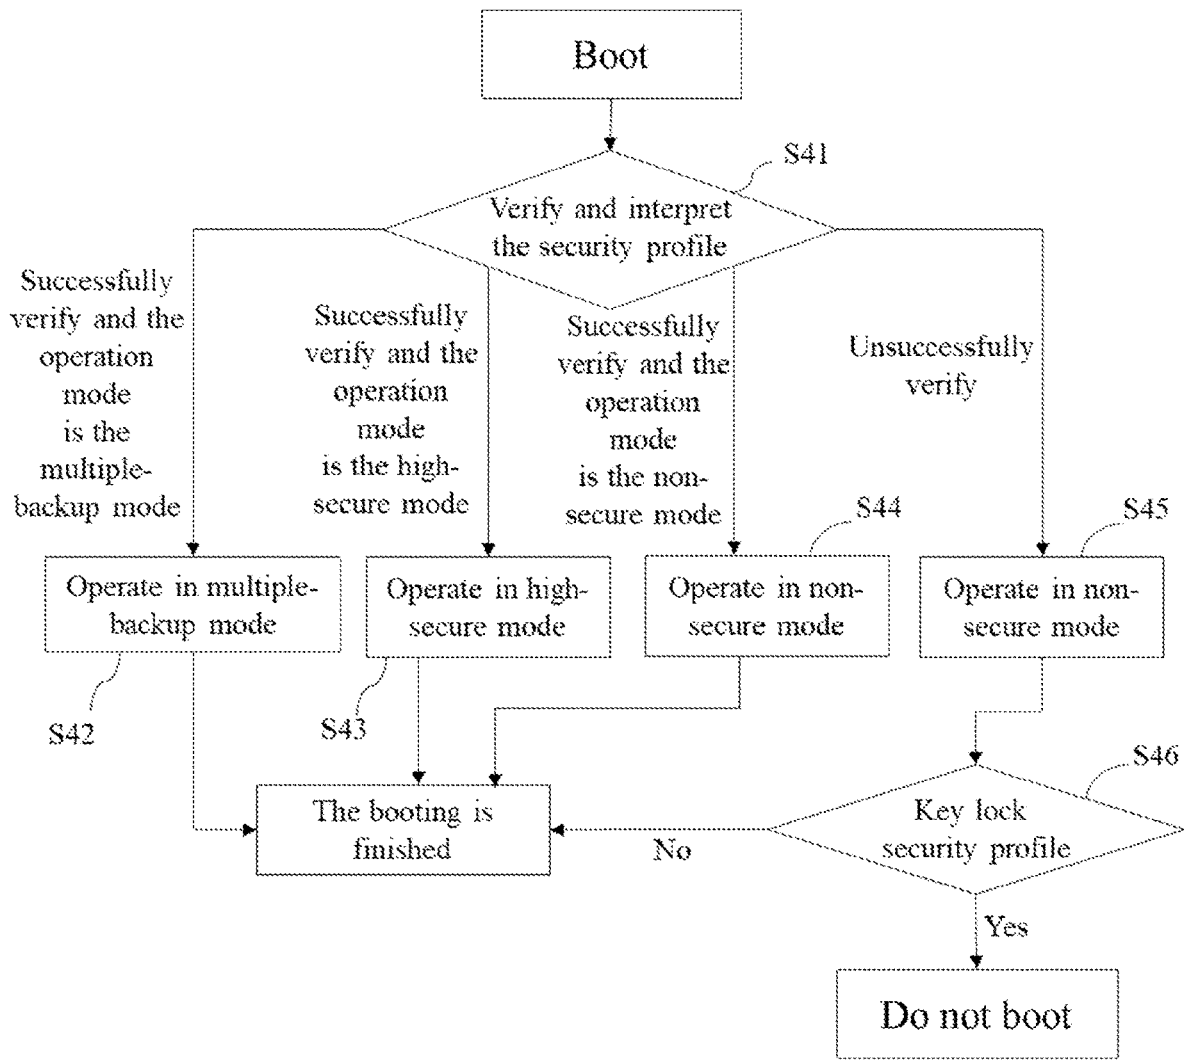 Boot
S41
Verify and interpret
the security profile
Successfully
verify and the
operation
mode
is the
multiple-
backup mode
Successfully
verify and the
operation
mode
is the high-
secure mode
Successfully
verify and the
operation
mode
is the non-
secure mode
Unsuccessfully
verify
S44
S45
Operate in multiple-
backup mode
Operate in high-
secure mode
Operate in non-
secure mode
Operate in non-
secure mode
S42
S43
S46
The booting is
finished
No
Key lock
security profile
Yes
Do not boot